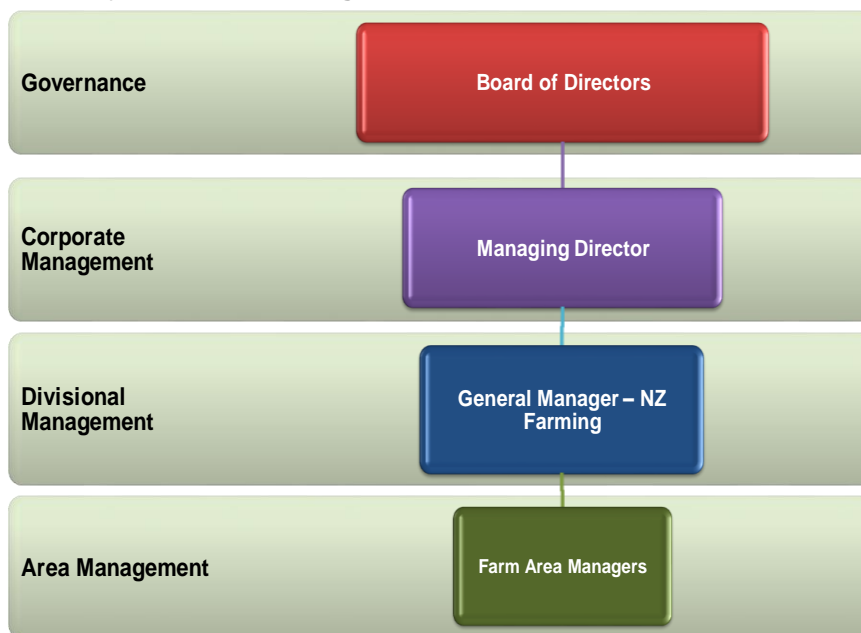 Governance
Board of Directors
Corporate
Management
Managing Director
Divisional
Management
General Manager – NZ
Farming
Area Management
Farm Area Managers